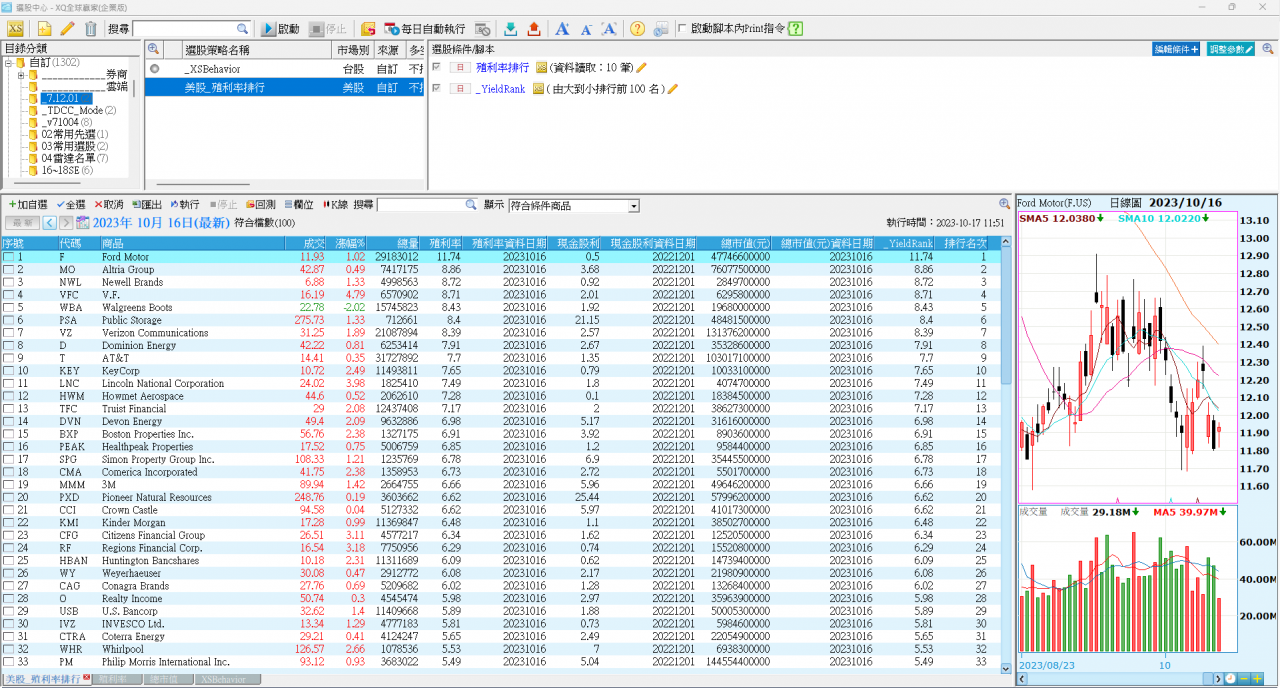 選股中心 - XQ全球贏家(企業版)
XS 搜尋 啟動 停止 每日自動執行 A A A 啟動腳本內Print指令
目錄分類
自訂(1302)
____________券商
____________雲端
_7.12.01
_TDCC_Mode(2)
_v71004(8)
02常用先選(1)
03常用選股(2)
04雷達名單(7)
16~18SE(6)
選股策略名稱 市場別 來源
_XSBehavior 台股 自訂
美股_殖利率排行 美股 自訂
選股條件/腳本 編輯條件+ 調整參數
日 殖利率排行 (資料讀取：10 筆)
日 _YieldRank (由大到小排行前 100 名)
+加自選 全選 取消 匯出 執行 停止 回測 欄位 K線 搜尋 顯示 符合條件商品
最新 2023年 10月 16日(最新) 符合檔數(100) 執行時間：2023-10-17 11:51
序號 代碼 商品 成交 漲幅% 總量 殖利率 殖利率資料日期 現金股利 現金股利資料日期 總市值(元) 總市值(元)資料日期 _YieldRank 排行名次
1 F Ford Motor 11.93 1.02 29183012 11.74 20231016 0.5 20221201 47746600000 20231016 11.74 1
2 MO Altria Group 42.87 0.49 7417175 8.86 20231016 3.68 20221201 76077500000 20231016 8.86 2
3 NWL Newell Brands 6.88 1.33 4998563 8.72 20231016 0.92 20221201 2849700000 20231016 8.72 3
4 VFC V.F. 16.19 4.79 6570902 8.71 20231016 2.01 20221201 6295800000 20231016 8.71 4
5 WBA Walgreens Boots 22.78 -2.02 15745823 8.43 20231016 1.92 20221201 19680000000 20231016 8.43 5
6 PSA Public Storage 275.73 1.33 712661 8.4 20231016 21.15 20221201 48481500000 20231016 8.4 6
7 VZ Verizon Communications 31.25 1.89 21087894 8.39 20231016 2.57 20221201 131376200000 20231016 8.39 7
8 D Dominion Energy 42.22 0.81 6253414 7.91 20231016 2.67 20221201 35328600000 20231016 7.91 8
9 T AT&T 14.41 0.35 31727892 7.7 20231016 1.35 20221201 103017100000 20231016 7.7 9
10 KEY KeyCorp 10.72 2.49 11493811 7.65 20231016 0.79 20221201 10035100000 20231016 7.65 10
11 LNC Lincoln National Corporation 24.02 3.98 1825410 7.49 20231016 1.8 20221201 4074700000 20231016 7.49 11
12 HWM Howmet Aerospace 44.6 0.52 2062610 7.28 20231016 0.1 20221201 18384500000 20231016 7.28 12
13 TFC Truist Financial 29 2.08 12437408 7.17 20231016 2 20221201 38627300000 20231016 7.17 13
14 DVN Devon Energy 49.4 2.09 9632886 6.98 20231016 5.17 20221201 31616000000 20231016 6.98 14
15 BXP Boston Properties Inc. 56.76 2.38 1327175 6.91 20231016 3.92 20221201 8903600000 20231016 6.91 15
16 PEAK Healthpeak Properties 17.52 0.75 5006759 6.85 20231016 1.2 20221201 9584400000 20231016 6.85 16
17 SPG Simon Property Group Inc. 108.33 1.21 1235769 6.78 20231016 6.9 20221201 35445500000 20231016 6.78 17
18 CMA Comerica Incorporated 41.75 2.38 1358953 6.73 20231016 2.72 20221201 5501700000 20231016 6.73 18
19 MMM 3M 89.94 1.42 2664755 6.66 20231016 5.96 20221201 49646200000 20231016 6.66 19
20 PXD Pioneer Natural Resources 248.76 0.19 3603662 6.62 20231016 25.44 20221201 57996200000 20231016 6.62 20
21 CCI Crown Castle 94.58 0.04 5127332 6.62 20231016 5.97 20221201 41017300000 20231016 6.62 21
22 KMI Kinder Morgan 17.28 0.99 11369847 6.48 20231016 1.1 20221201 38502700000 20231016 6.48 22
23 CFG Citizens Financial Group 26.51 3.11 4577217 6.34 20231016 1.62 20221201 12520500000 20231016 6.34 23
24 RF Regions Financial Corp. 16.54 3.18 7750956 6.29 20231016 0.74 20221201 15520800000 20231016 6.29 24
25 HBAN Huntington Bancshares 10.18 2.31 11311689 6.09 20231016 0.62 20221201 14739400000 20231016 6.09 25
26 WY Weyerhaeuser 30.08 0.47 2912772 6.08 20231016 2.17 20221201 21980900000 20231016 6.08 26
27 CAG Conagra Brands 27.76 0.69 5209682 6.02 20231016 1.28 20221201 13268400000 20231016 6.02 27
28 O Realty Income 50.74 0.3 4545474 5.98 20231016 2.97 20221201 35963900000 20231016 5.98 28
29 USB U.S. Bancorp 32.62 1.4 11409668 5.89 20231016 1.88 20221201 50005300000 20231016 5.89 29
30 IVZ INVESCO Ltd. 13.34 1.29 4777183 5.81 20231016 0.73 20221201 5984600000 20231016 5.81 30
31 CTRA Coterra Energy 29.21 0.41 4124247 5.65 20231016 2.49 20221201 22054900000 20231016 5.65 31
32 WHR Whirlpool 126.57 2.66 1078536 5.53 20231016 7 20221201 6938300000 20231016 5.53 32
33 PM Philip Morris International Inc. 93.12 0.93 3683022 5.49 20231016 5.04 20221201 144554400000 20231016 5.49 33
美股_殖利率排行 殖利率 總市值 XSBehavior
Ford Motor(F.US) 日線圖 2023/10/16
SMA5 12.0380 SMA10 12.0220
13.10
13.00
12.90
12.80
12.70
12.60
12.50
12.40
12.30
12.20
12.10
12.00
11.90
11.80
11.70
11.60
成交量 成交量 29.18M MA5 39.97M
60.00M
40.00M
20.00M
2023/08/23 10